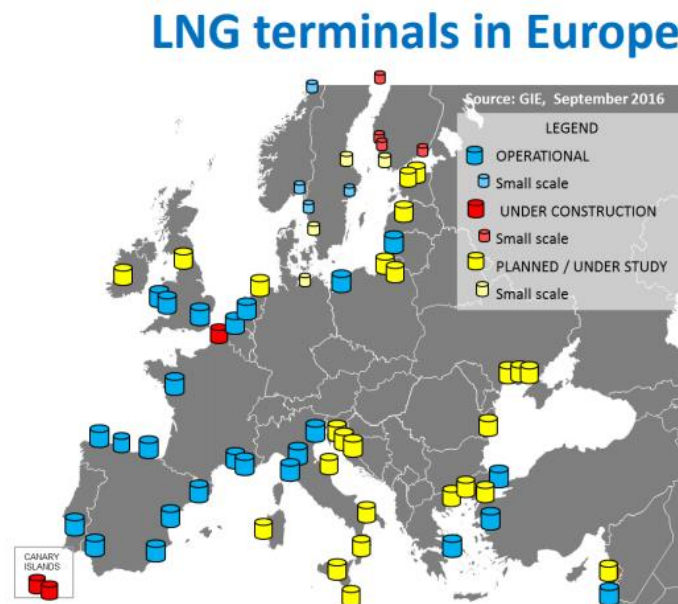 LNG terminals in Europe
Source: GIE, September 2016
LEGEND
OPERATIONAL
Small scale
UNDER CONSTRUCTION
Small scale
PLANNED / UNDER STUDY
Small scale
CANARY
ISLANDS